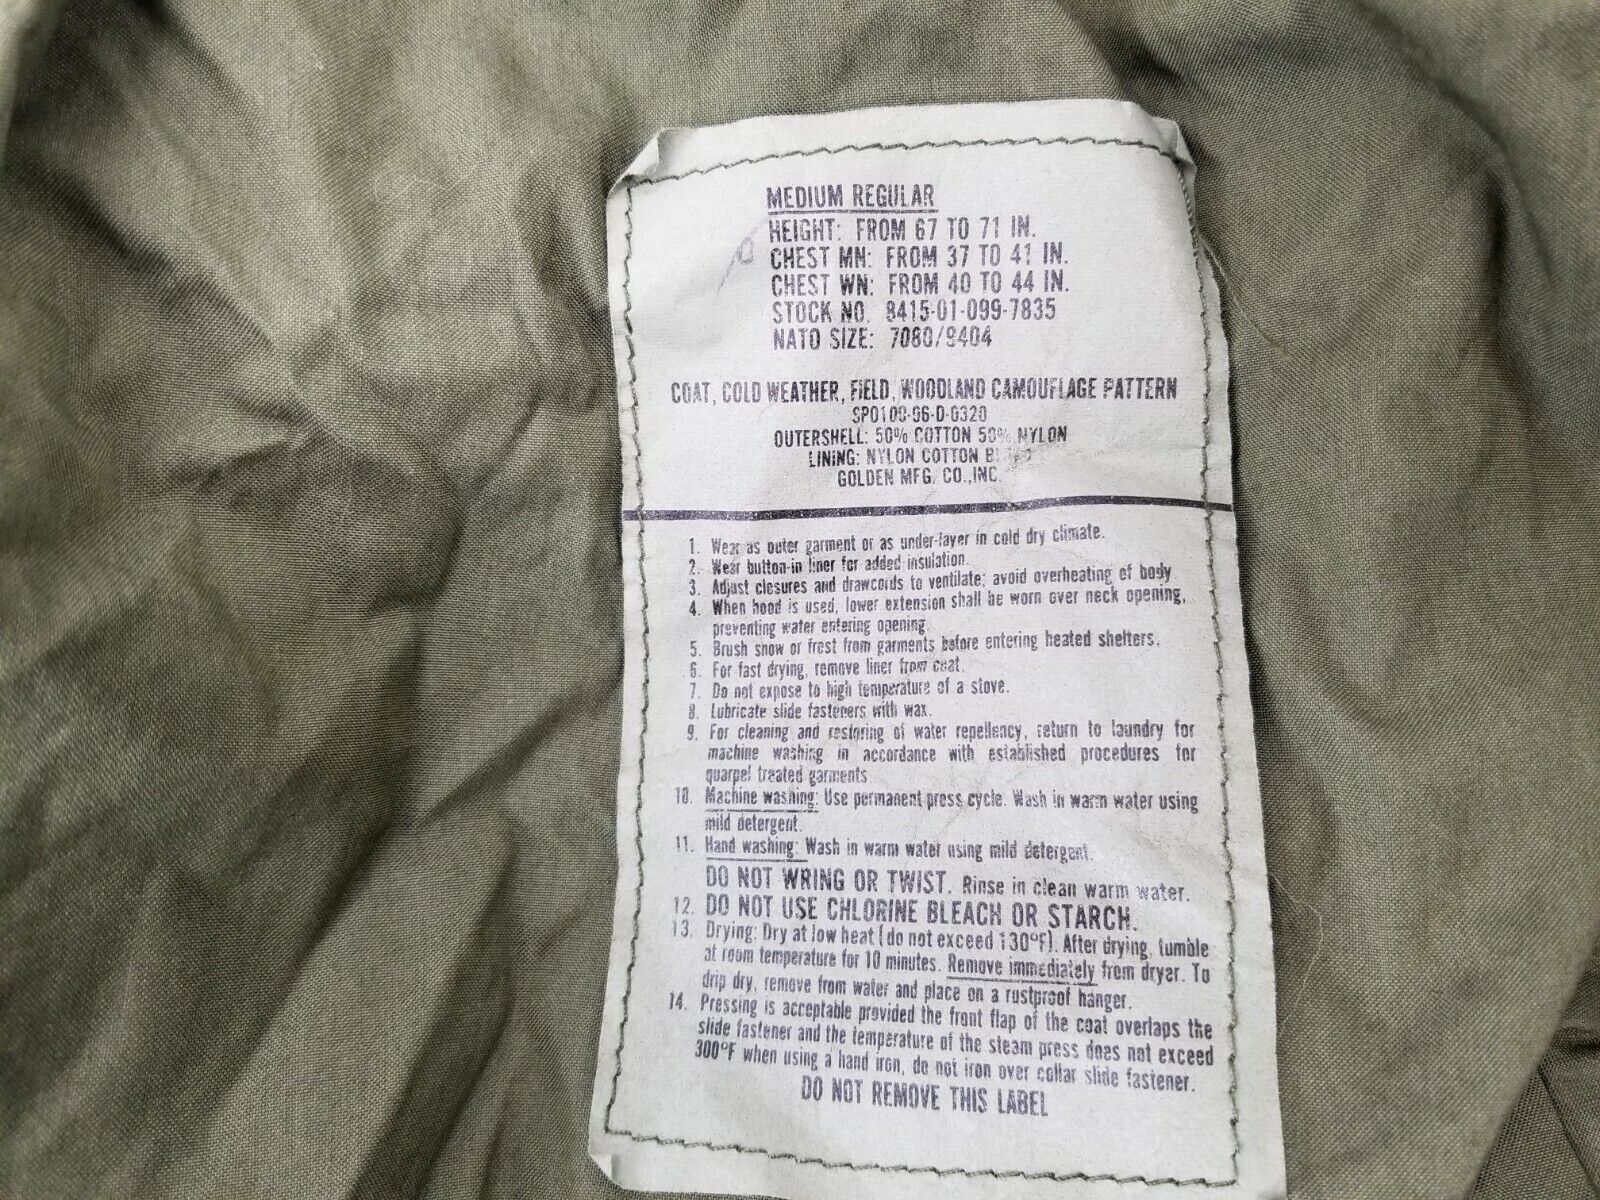 MEDIUM REGULAR
HEIGHT: FROM 67 TO 71 IN.
CHEST MN: FROM 37 TO 41 IN.
CHEST WN: FROM 40 TO 44 IN.
STOCK NO. 8415-01-099-7835
NATO SIZE: 7080/9404
COAT, COLD WEATHER, FIELD, WOODLAND CAMOUFLAGE PATTERN
SPO100-96-D-0320
OUTERSHELL: 50% COTTON 50% NYLON
LINING: NYLON COTTON
GOLDEN MFG. CO.,INC.
1. Wear as outer garment or as under-layer in cold dry climate.
2. Wear button-in liner for added insulation.
3. Adjust closures and drawcords to ventilate; avoid overheating of body
4. When hood is used, lower extension shall be worn over neck opening,
preventing water entering opening.
5. Brush snow or frost from garments before entering heated shelters.
6. For fast drying, remove liner from coat.
7. Do not expose to high temperature of a stove.
8. Lubricate slide fasteners with wax.
9. For cleaning and restoring of water repellency, return to laundry for
machine washing in accordance with established procedures for
quarpel treated garments.
10. Machine washing: Use permanent press cycle. Wash in warm water using
mild detergent.
11. Hand washing: Wash in warm water using mild detergent.
DO NOT WRING OR TWIST. Rinse in clean warm water.
12. DO NOT USE CHLORINE BLEACH OR STARCH.
13. Drying: Dry at low heat (do not exceed 130°F). After drying, tumble
at room temperature for 10 minutes. Remove immediately from dryer. To
drip dry, remove from water and place on a rustproof hanger.
14. Pressing is acceptable provided the front flap of the coat overlaps the
slide fastener and the temperature of the steam press does not exceed
300°F when using a hand iron, do not iron over collar slide fastener.
DO NOT REMOVE THIS LABEL